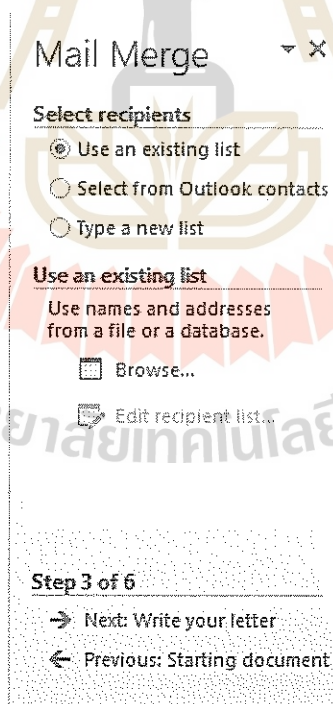 Mail Merge
Select recipients
Use an existing list
Select from Outlook contacts
Type a new list
Use an existing list
Use names and addresses
from a file or a database.
Browse...
Edit recipient list...
ยาลัยเทคโนโลยี
Step 3 of 6
Next: Write your letter
Previous: Starting document